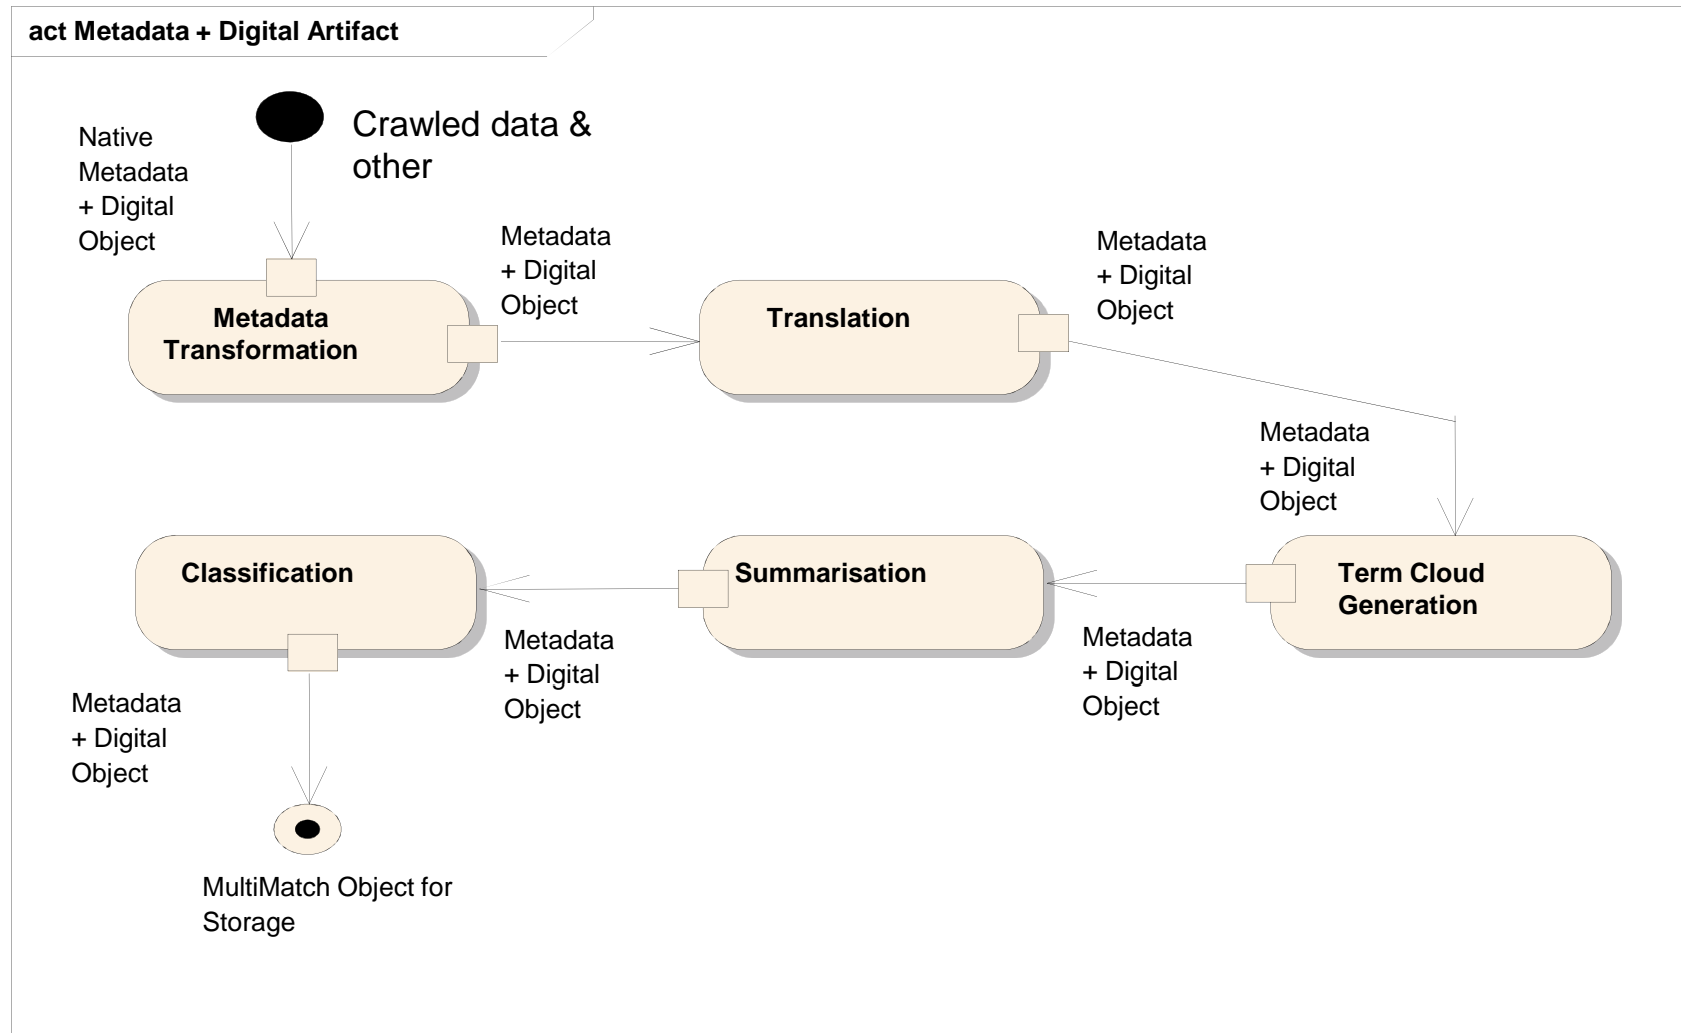 act Metadata + Digital Artifact
Crawled data &
other
Native
Metadata
+ Digital
Object
Metadata
+ Digital
Object
Metadata
+ Digital
Object
Metadata
Transformation
Translation
Metadata
+ Digital
Object
Classification
Summarisation
Term Cloud
Generation
Metadata
+ Digital
Object
Metadata
+ Digital
Object
Metadata
+ Digital
Object
MultiMatch Object for
Storage